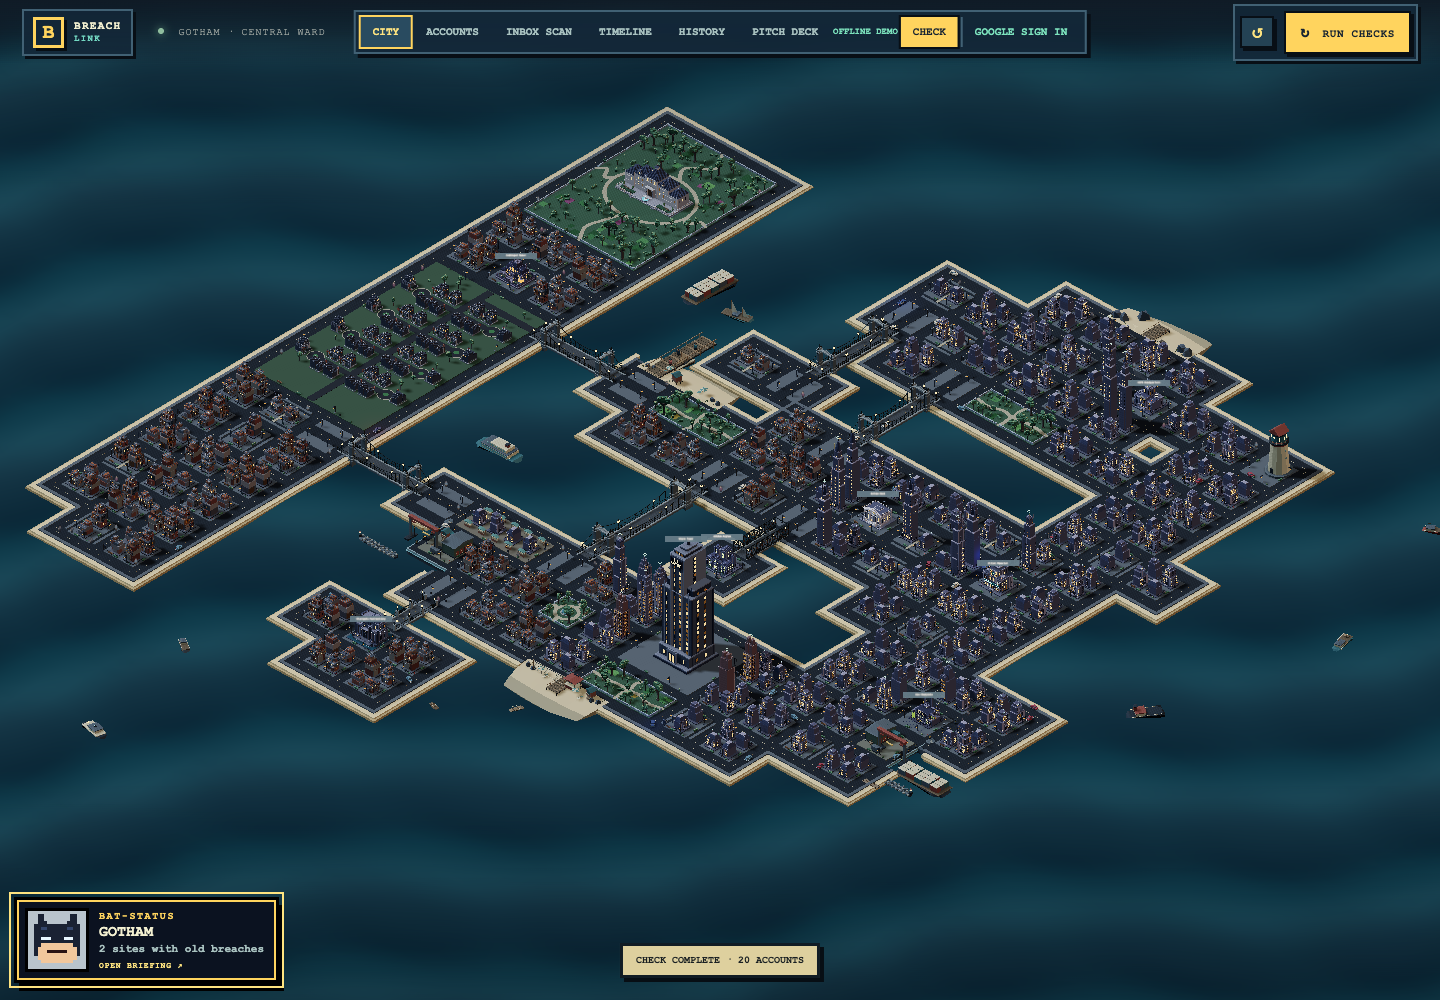 B
BREACH
LINK
GOTHAM · CENTRAL WARD
CITY
ACCOUNTS
INBOX SCAN
TIMELINE
HISTORY
PITCH DECK
OFFLINE DEMO
CHECK
GOOGLE SIGN IN
↺
↻ RUN CHECKS
BAT-STATUS
GOTHAM
2 sites with old breaches
OPEN BRIEFING ↗
CHECK COMPLETE · 20 ACCOUNTS